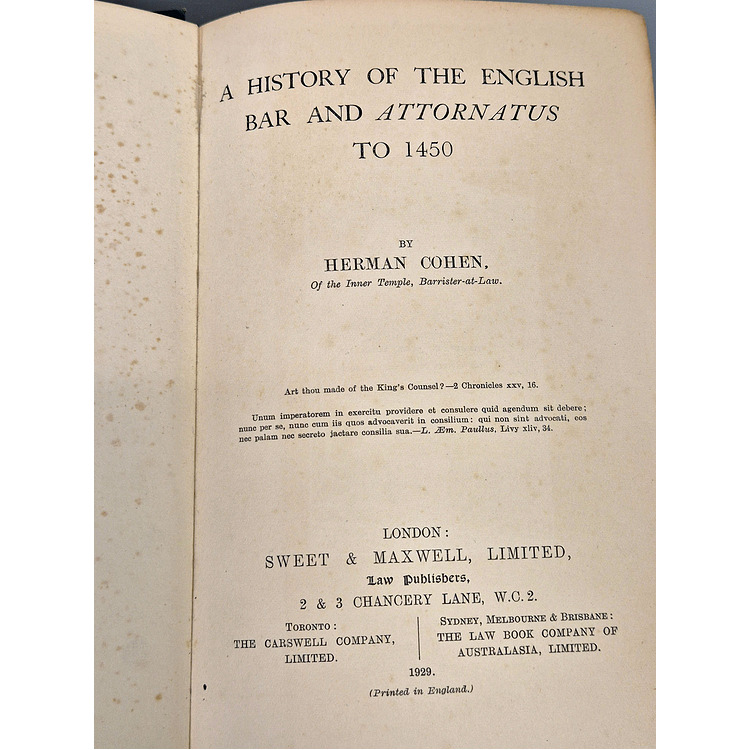 A HISTORY OF THE ENGLISH
BAR AND ATTORNATUS
TO 1450
BY
HERMAN COHEN,
Of the Inner Temple, Barrister-at-Law.
Art thou made of the King's Counsel?—2 Chronicles xxv, 16.
Unum imperatorem in exercitu providere et consulere quid agendum sit debere;
nunc per se, nunc cum iis quos advocaverit in consilium: qui non sint advocati, eos
nec palam nec secreto jactare consilia sua.—L. Æm. Paullus, Livy xliv, 34.
LONDON:
SWEET & MAXWELL, LIMITED,
Law Publishers,
2 & 3 CHANCERY LANE, W.C. 2.
TORONTO:
THE CARSWELL COMPANY,
LIMITED.
SYDNEY, MELBOURNE & BRISBANE:
THE LAW BOOK COMPANY OF
AUSTRALASIA, LIMITED.
1929.
(Printed in England.)